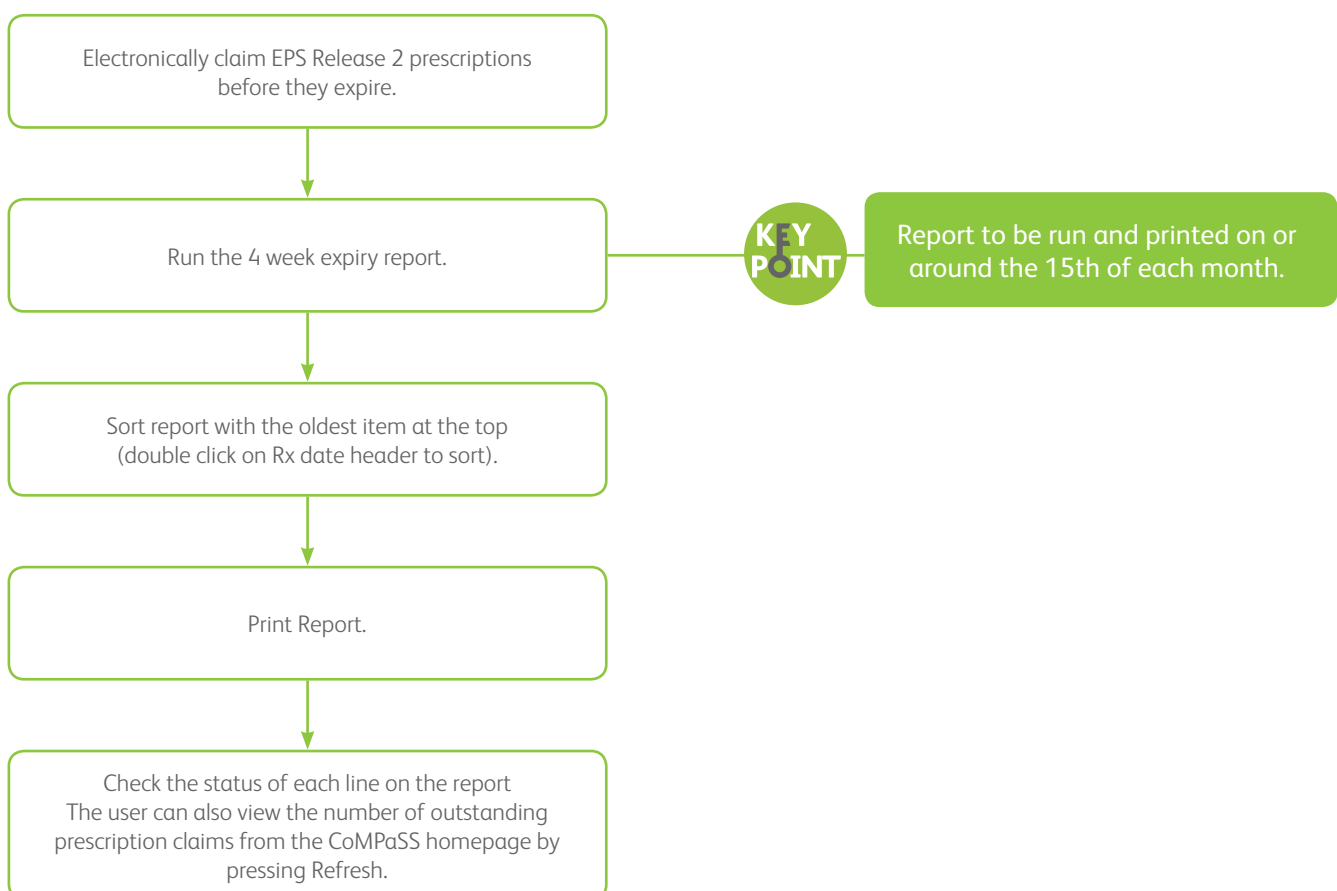 Electronically claim EPS Release 2 prescriptions
before they expire.
Run the 4 week expiry report.
KEY
POINT
Report to be run and printed on or
around the 15th of each month.
Sort report with the oldest item at the top
(double click on Rx date header to sort).
Print Report.
Check the status of each line on the report
The user can also view the number of outstanding
prescription claims from the CoMPaSS homepage by
pressing Refresh.